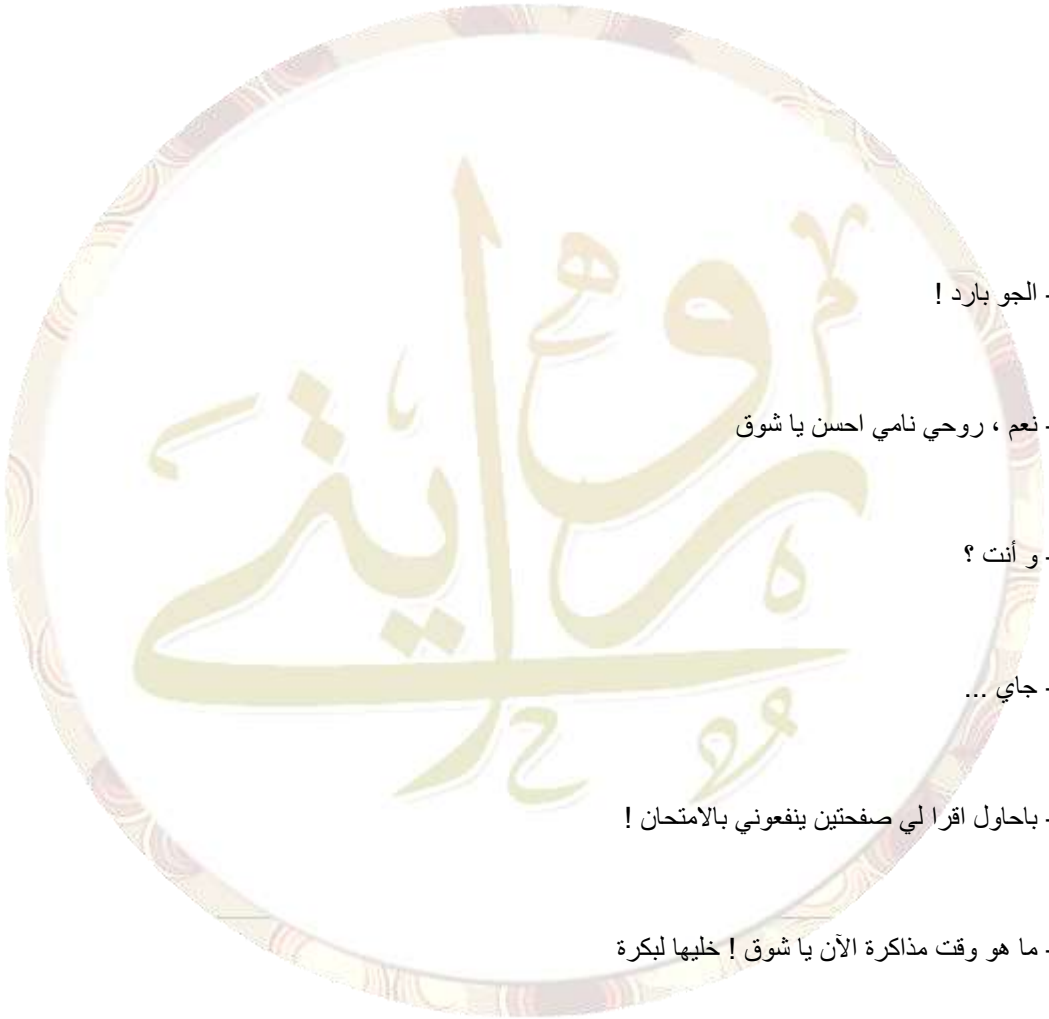 - الجو بارد !
- نعم ، روحي نامي احسن يا شوق
- و أنت ؟
- جاي ...
- باحاول اقرا لي صفحتين ينفعوني بالامتحان !
- ما هو وقت مذاكرة الآن يا شوق ! خليها لبكرة
روايتي